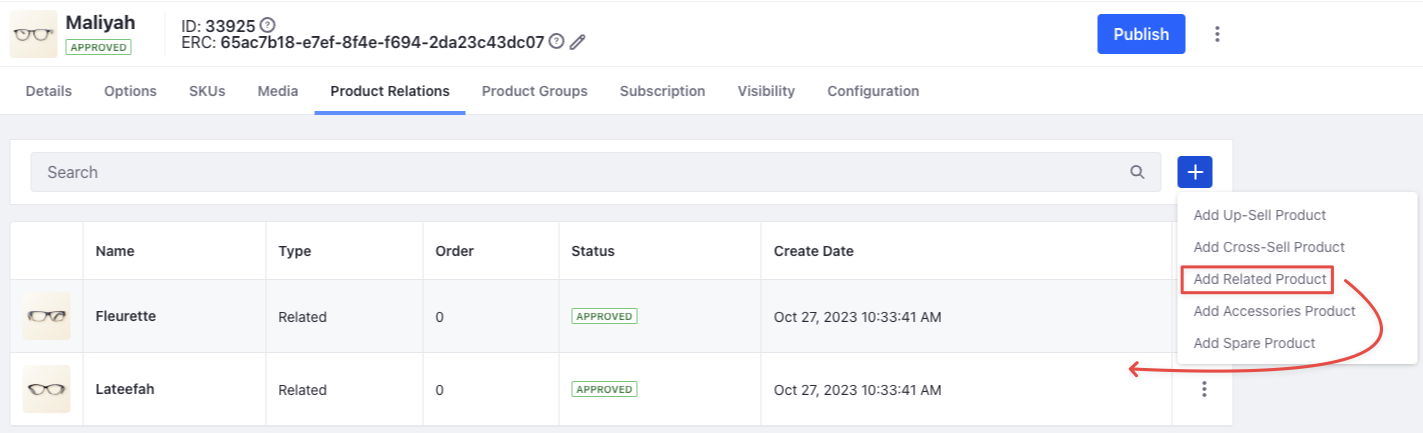 Maliyah
APPROVED
ID: 33925
ERC: 65ac7b18-e7ef-8f4e-f694-2da23c43dc07
Publish
Details Options SKUs Media Product Relations Product Groups Subscription Visibility Configuration
Search
Add Up-Sell Product
Add Cross-Sell Product
Add Related Product
Add Accessories Product
Add Spare Product
Name Type Order Status Create Date
Fleurette Related 0 APPROVED Oct 27, 2023 10:33:41 AM
Lateefah Related 0 APPROVED Oct 27, 2023 10:33:41 AM